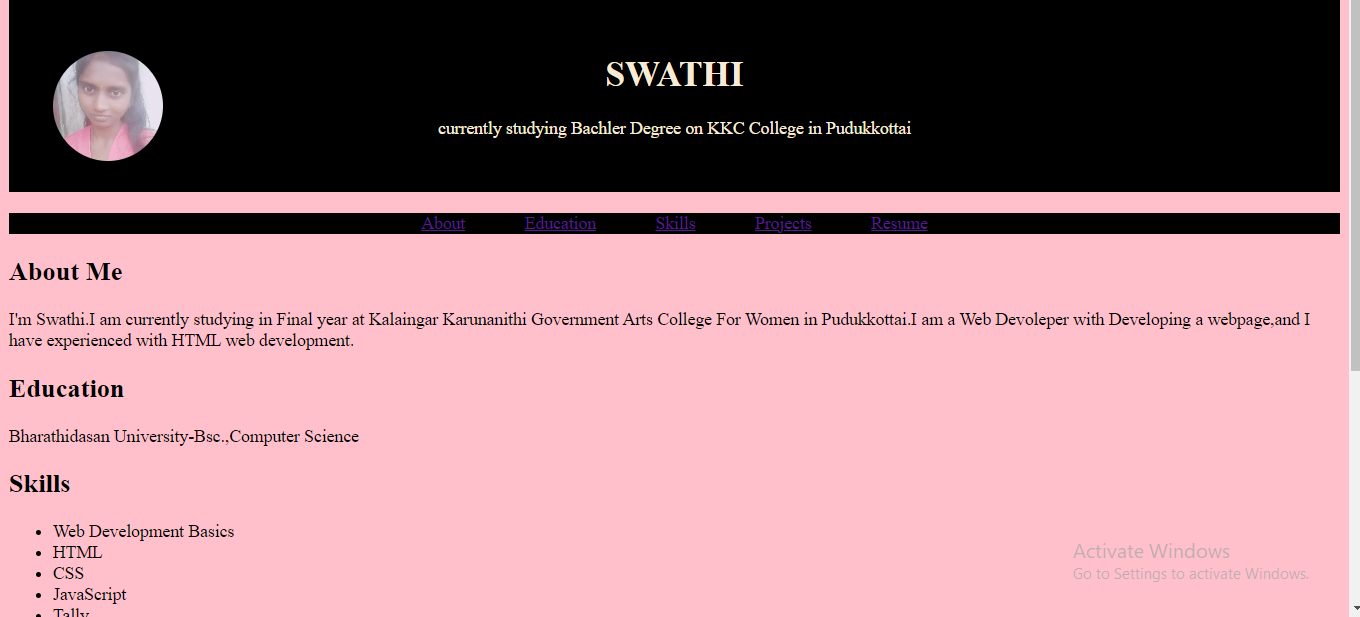 SWATHI
currently studying Bachler Degree on KKC College in Pudukkottai
About Education Skills Projects Resume
About Me
I'm Swathi.I am currently studying in Final year at Kalaingar Karunanithi Government Arts College For Women in Pudukkottai.I am a Web Devoleper with Developing a webpage,and I
have experienced with HTML web development.
Education
Bharathidasan University-Bsc.,Computer Science
Skills
Web Development Basics
HTML
CSS
JavaScript
Tally
Activate Windows
Go to Settings to activate Windows.